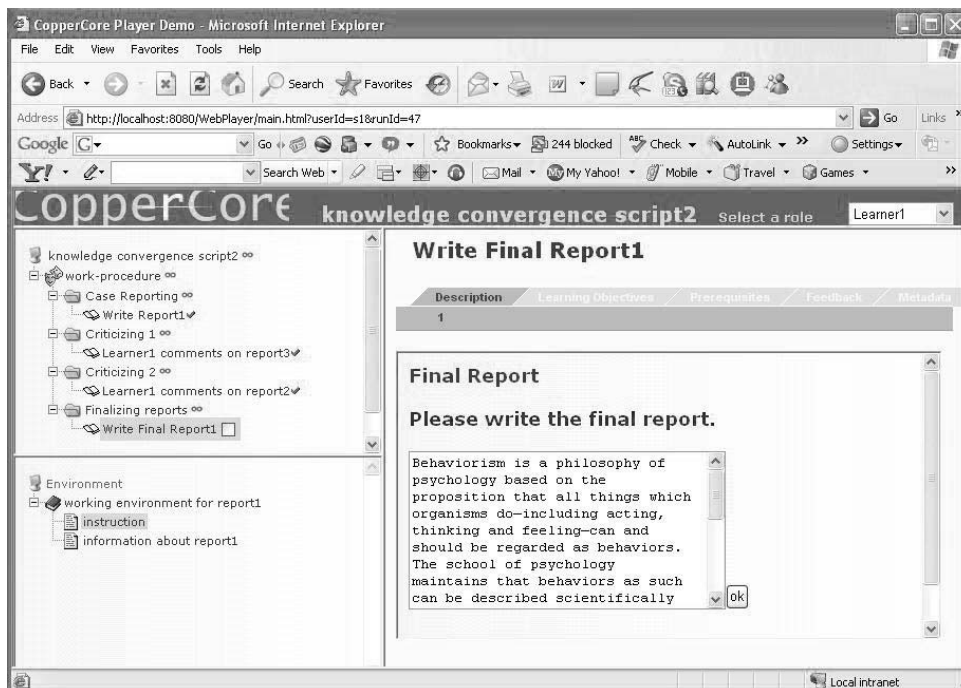 CopperCore Player Demo - Microsoft Internet Explorer
File Edit View Favorites Tools Help
Back Search Favorites
Address http://localhost:8080/WebPlayer/main.html?userId=s1&runId=47 Go Links
Google G Go Bookmarks 244 blocked ABC Check AutoLink Settings
Y! Search Web Mail My Yahoo! Mobile Travel Games
CopperCore knowledge convergence script2 Select a role Learner1
knowledge convergence script2
work-procedure
Case Reporting
Write Report1
Criticizing 1
Learner1 comments on report3
Criticizing 2
Learner1 comments on report2
Finalizing reports
Write Final Report1
Environment
working environment for report1
instruction
information about report1
Write Final Report1
Description Learning Objectives Prerequisites Feedback Metadata
1
Final Report
Please write the final report.
Behaviorism is a philosophy of
psychology based on the
proposition that all things which
organisms do—including acting,
thinking and feeling—can and
should be regarded as behaviors.
The school of psychology
maintains that behaviors as such
can be described scientifically
ok
Local intranet